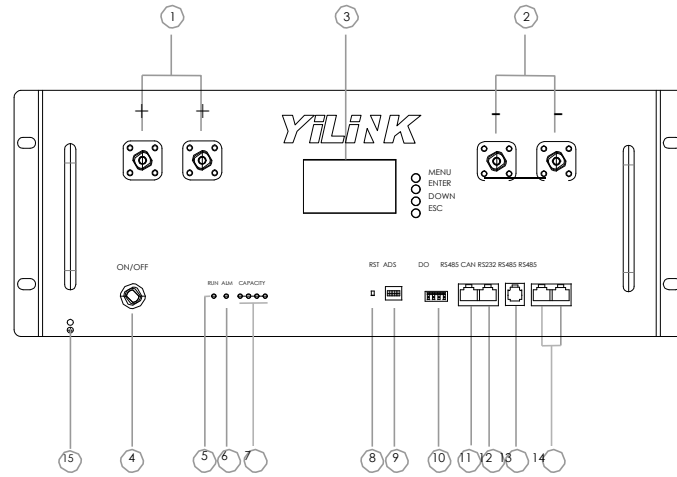 1 3 2
+ + - -
YiLiNK
MENU
ENTER
DOWN
ESC
ON/OFF
RST ADS DO RS485 CAN RS232 RS485 RS485
RUN ALM CAPACITY
15 4 5 6 7 8 9 10 11 12 13 14